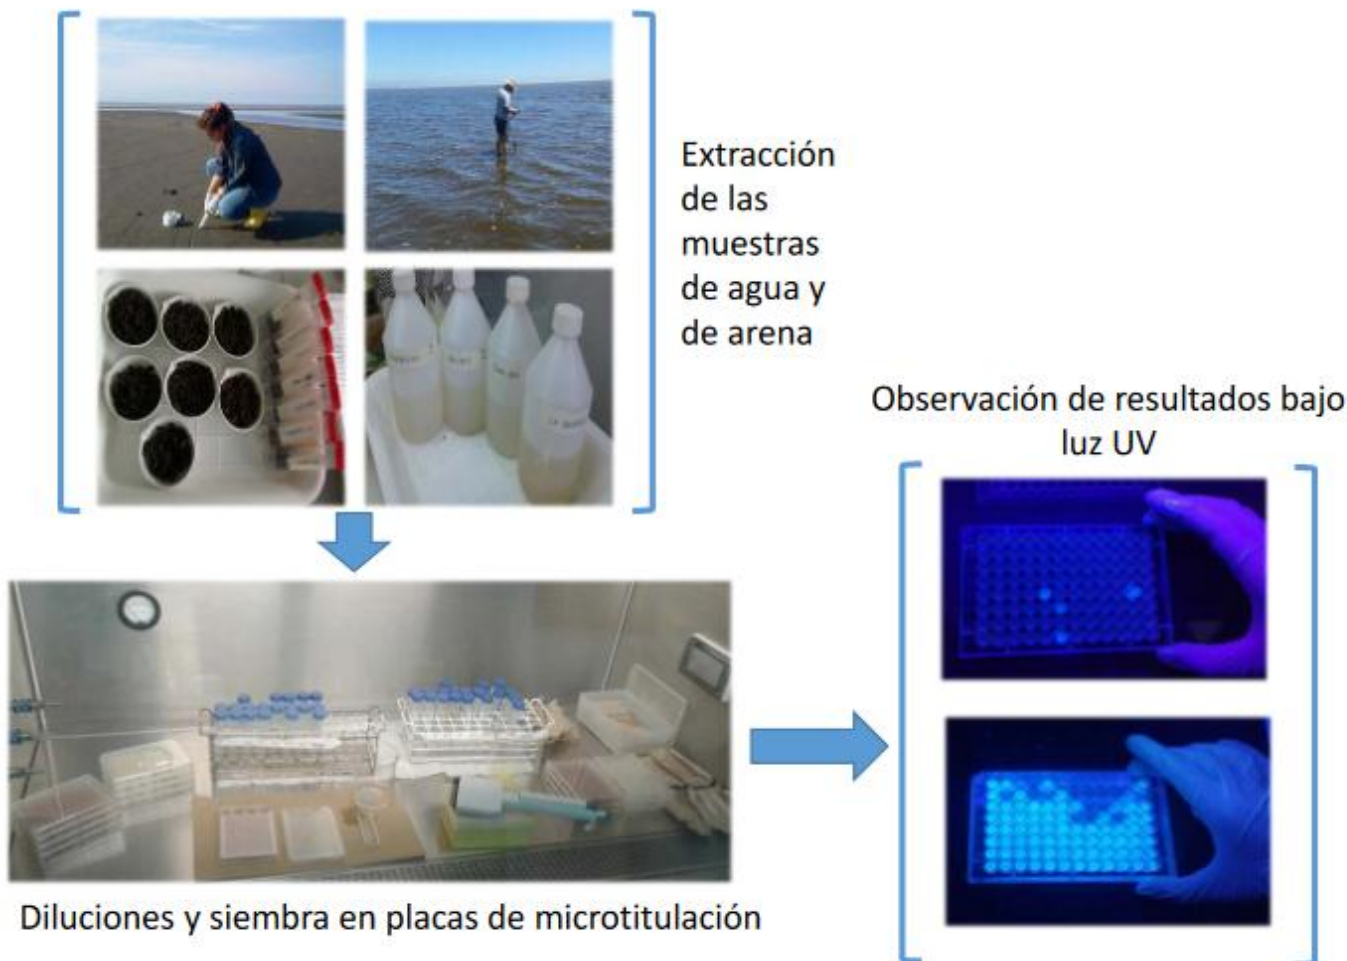 Extracción
de las
muestras
de agua y
de arena
Observación de resultados bajo
luz UV
Diluciones y siembra en placas de microtitulación